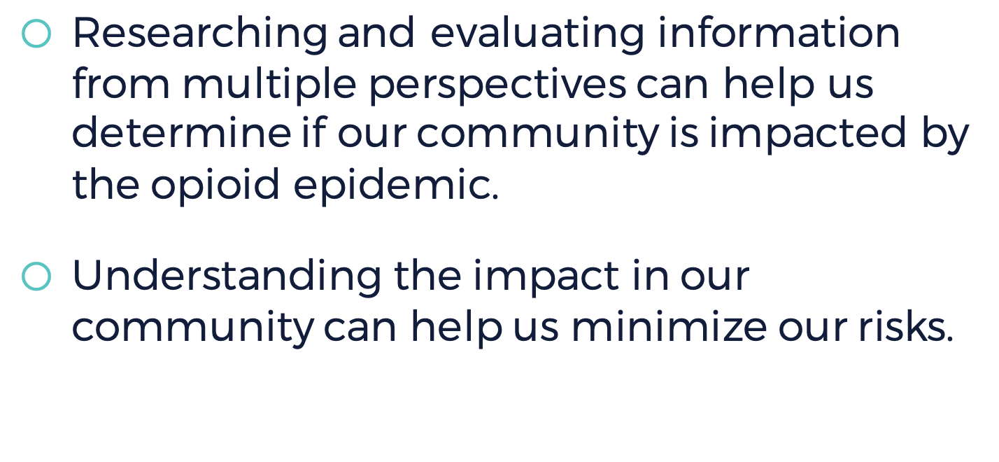 Researching and evaluating information
from multiple perspectives can help us
determine if our community is impacted by
the opioid epidemic.
Understanding the impact in our
community can help us minimize our risks.